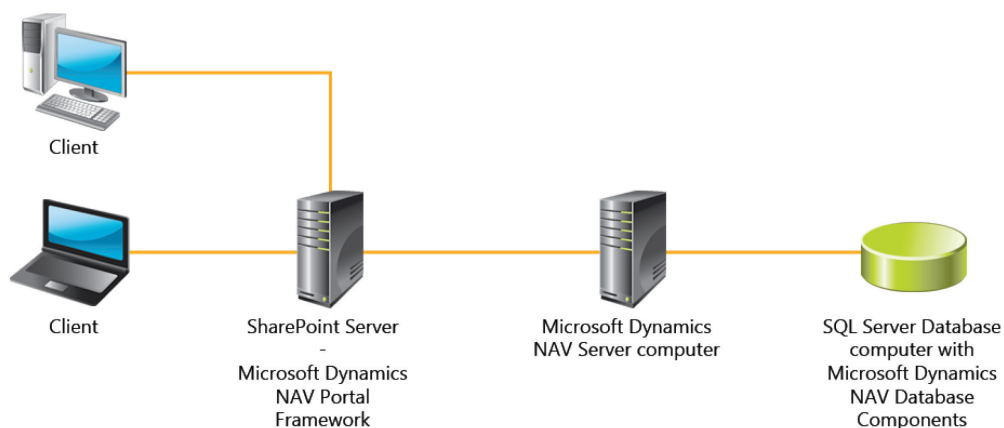 Client
Client
SharePoint Server
-
Microsoft Dynamics
NAV Portal
Framework
Microsoft Dynamics
NAV Server computer
SQL Server Database
computer with
Microsoft Dynamics
NAV Database
Components